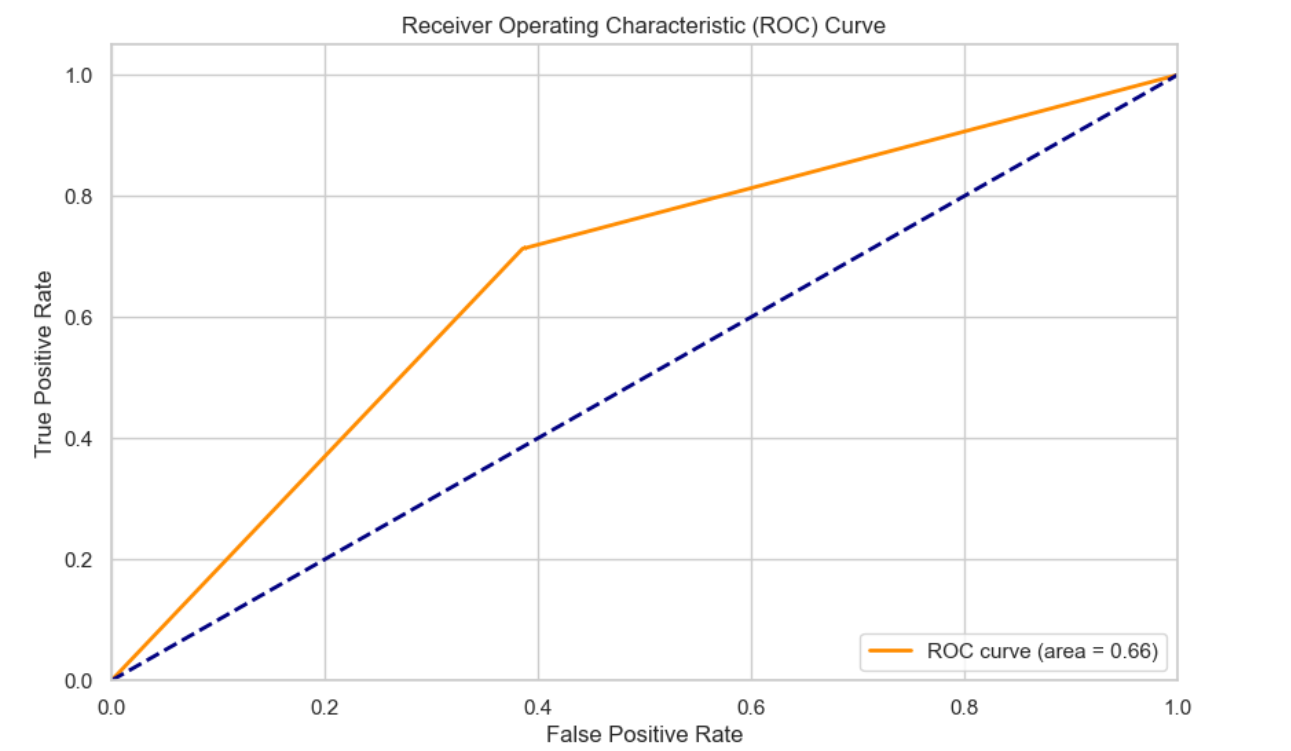 Receiver Operating Characteristic (ROC) Curve
1.0
0.8
0.6
0.4
0.2
0.0
True Positive Rate
ROC curve (area = 0.66)
0.0 0.2 0.4 0.6 0.8 1.0
False Positive Rate